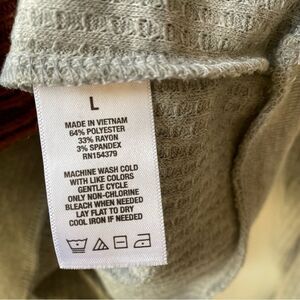 L
MADE IN VIETNAM
64% POLYESTER
33% RAYON
3% SPANDEX
RN154379
MACHINE WASH COLD
WITH LIKE COLORS
GENTLE CYCLE
ONLY NON-CHLORINE
BLEACH WHEN NEEDED
LAY FLAT TO DRY
COOL IRON IF NEEDED